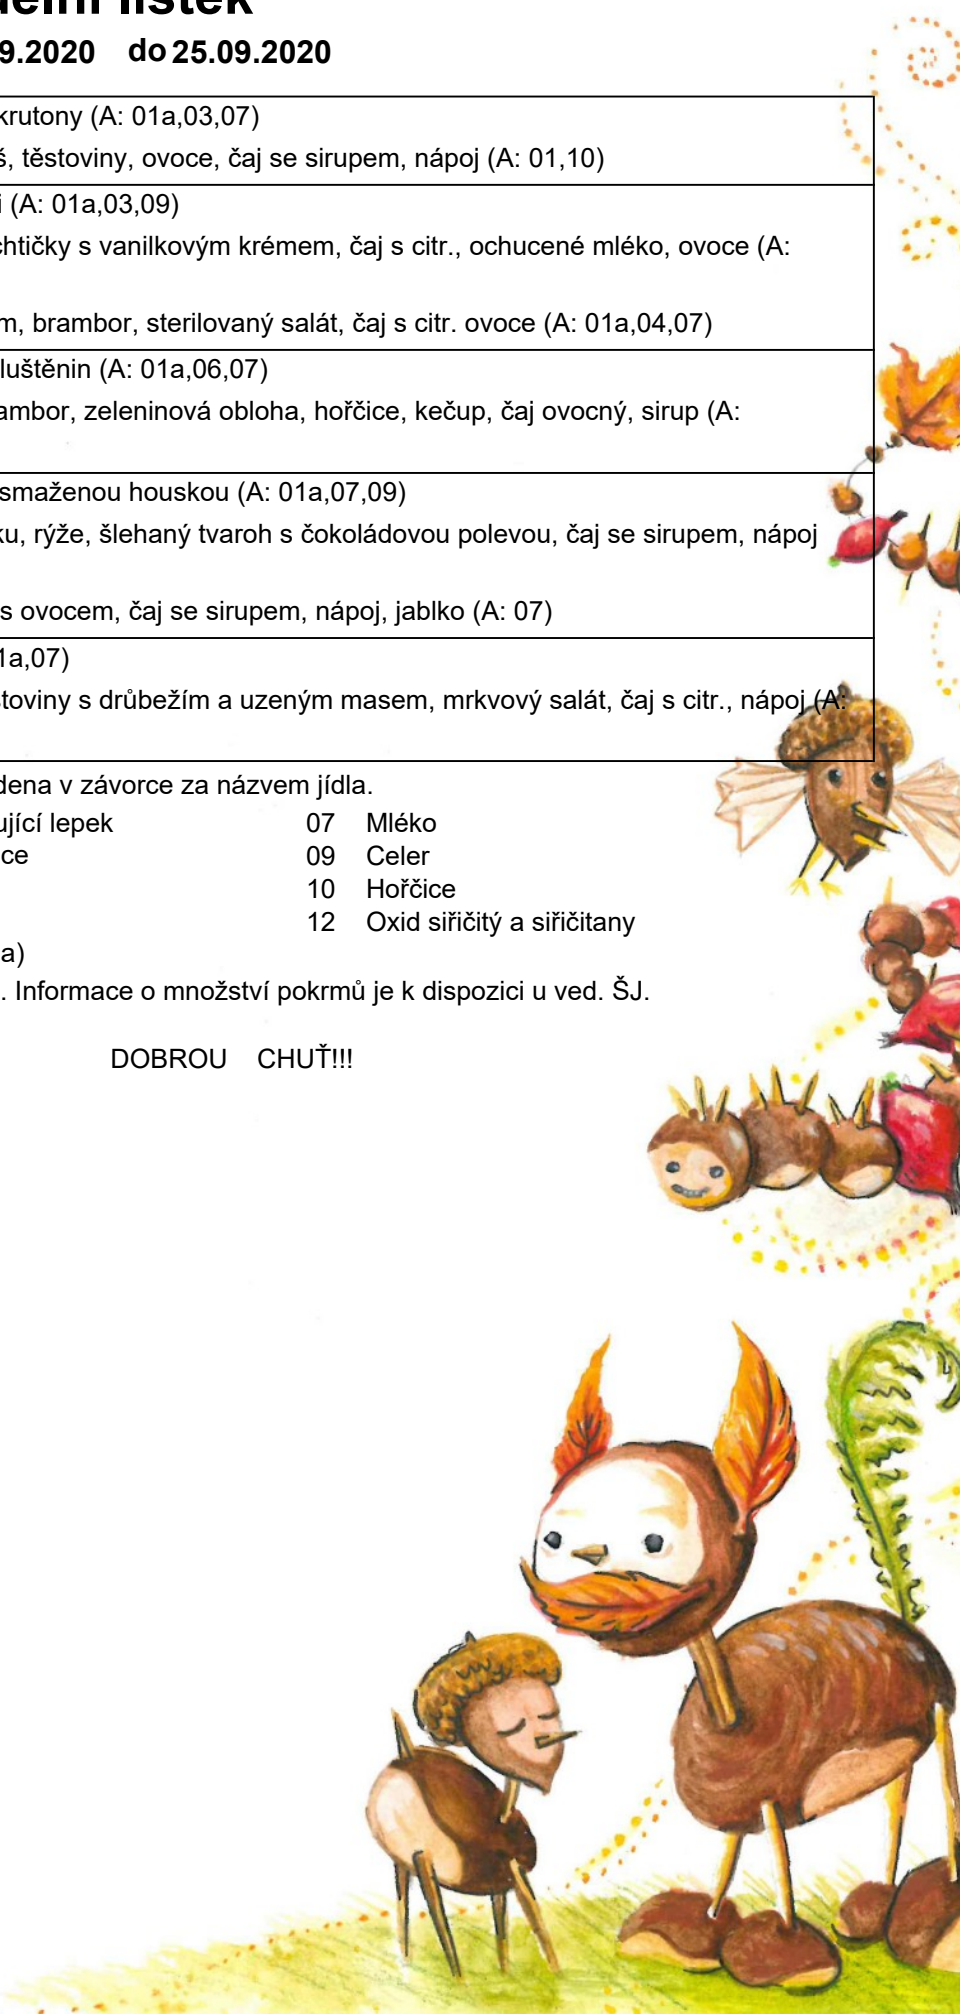 delni lístek
9.2020 do 25.09.2020
krutony (A: 01a,03,07)
š, těstoviny, ovoce, čaj se sirupem, nápoj (A: 01,10)
i (A: 01a,03,09)
chtičky s vanilkovým krémem, čaj s citr., ochucené mléko, ovoce (A:
m, brambor, sterilovaný salát, čaj s citr. ovoce (A: 01a,04,07)
luštěnin (A: 01a,06,07)
ambor, zeleninová obloha, hořčice, kečup, čaj ovocný, sirup (A:
smaženou houskou (A: 01a,07,09)
ku, rýže, šlehaný tvaroh s čokoládovou polevou, čaj se sirupem, nápoj
s ovocem, čaj se sirupem, nápoj, jablko (A: 07)
1a,07)
stoviny s drůbežím a uzeným masem, mrkvový salát, čaj s citr., nápoj (A:
dena v závorce za názvem jídla.
ující lepek 07 Mléko
ce 09 Celer
10 Hořčice
12 Oxid siřičitý a siřičitany
a)
. Informace o množství pokrmů je k dispozici u ved. ŠJ.
DOBROU CHUŤ!!!